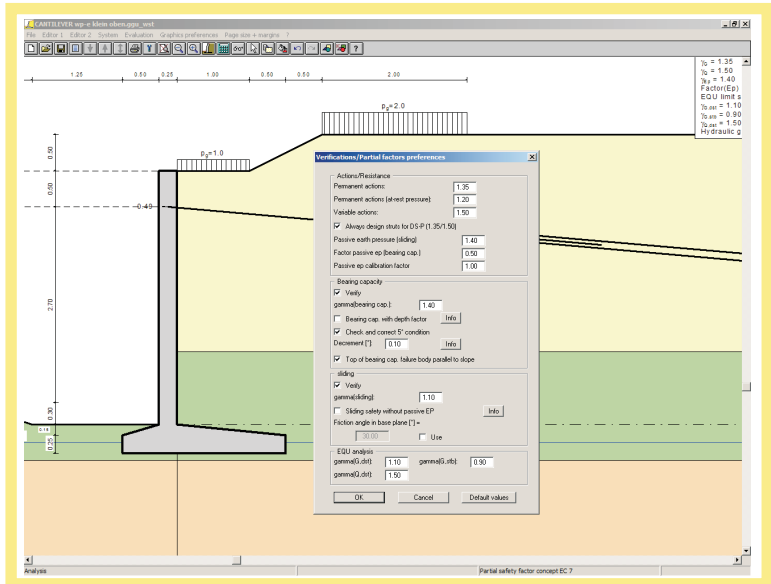 CANTILEVER wp-e klein oben.ggu_wst
File Editor 1 Editor 2 System Evaluation Graphics preferences Page size + margins ?
1.25 0.50 0.25 1.00 0.50 0.50 2.00
γG = 1.35
γQ = 1.50
γEp = 1.40
Factor(Ep)
EQU limit s
γG,dst = 1.10
γG,stb = 0.90
γQ,dst = 1.50
Hydraulic g
pg=2.0
pg=1.0
0.50
0.50
0.49
2.70
0.30
0.25
Verifications/Partial factors preferences
Actions/Resistance
Permanent actions: 1.35
Permanent actions (at-rest pressure): 1.20
Variable actions: 1.50
Always design struts for DS-P (1.35/1.50)
Passive earth pressure (sliding) 1.40
Factor passive ep (bearing cap.) 0.50
Passive ep calibration factor 1.00
Bearing capacity
Verify
gamma(bearing cap.): 1.40
Bearing cap. with depth factor Info
Check and correct 5° condition
Decrement [°] 0.10 Info
Top of bearing cap. failure body parallel to slope
sliding
Verify
gamma(sliding): 1.10
Sliding safety without passive EP Info
Friction angle in base plane [°] =
30.00 Use
EQU analysis
gamma(G,dst): 1.10 gamma(G,stb): 0.90
gamma(Q,dst): 1.50
OK Cancel Default values
Analysis Partial safety factor concept EC 7